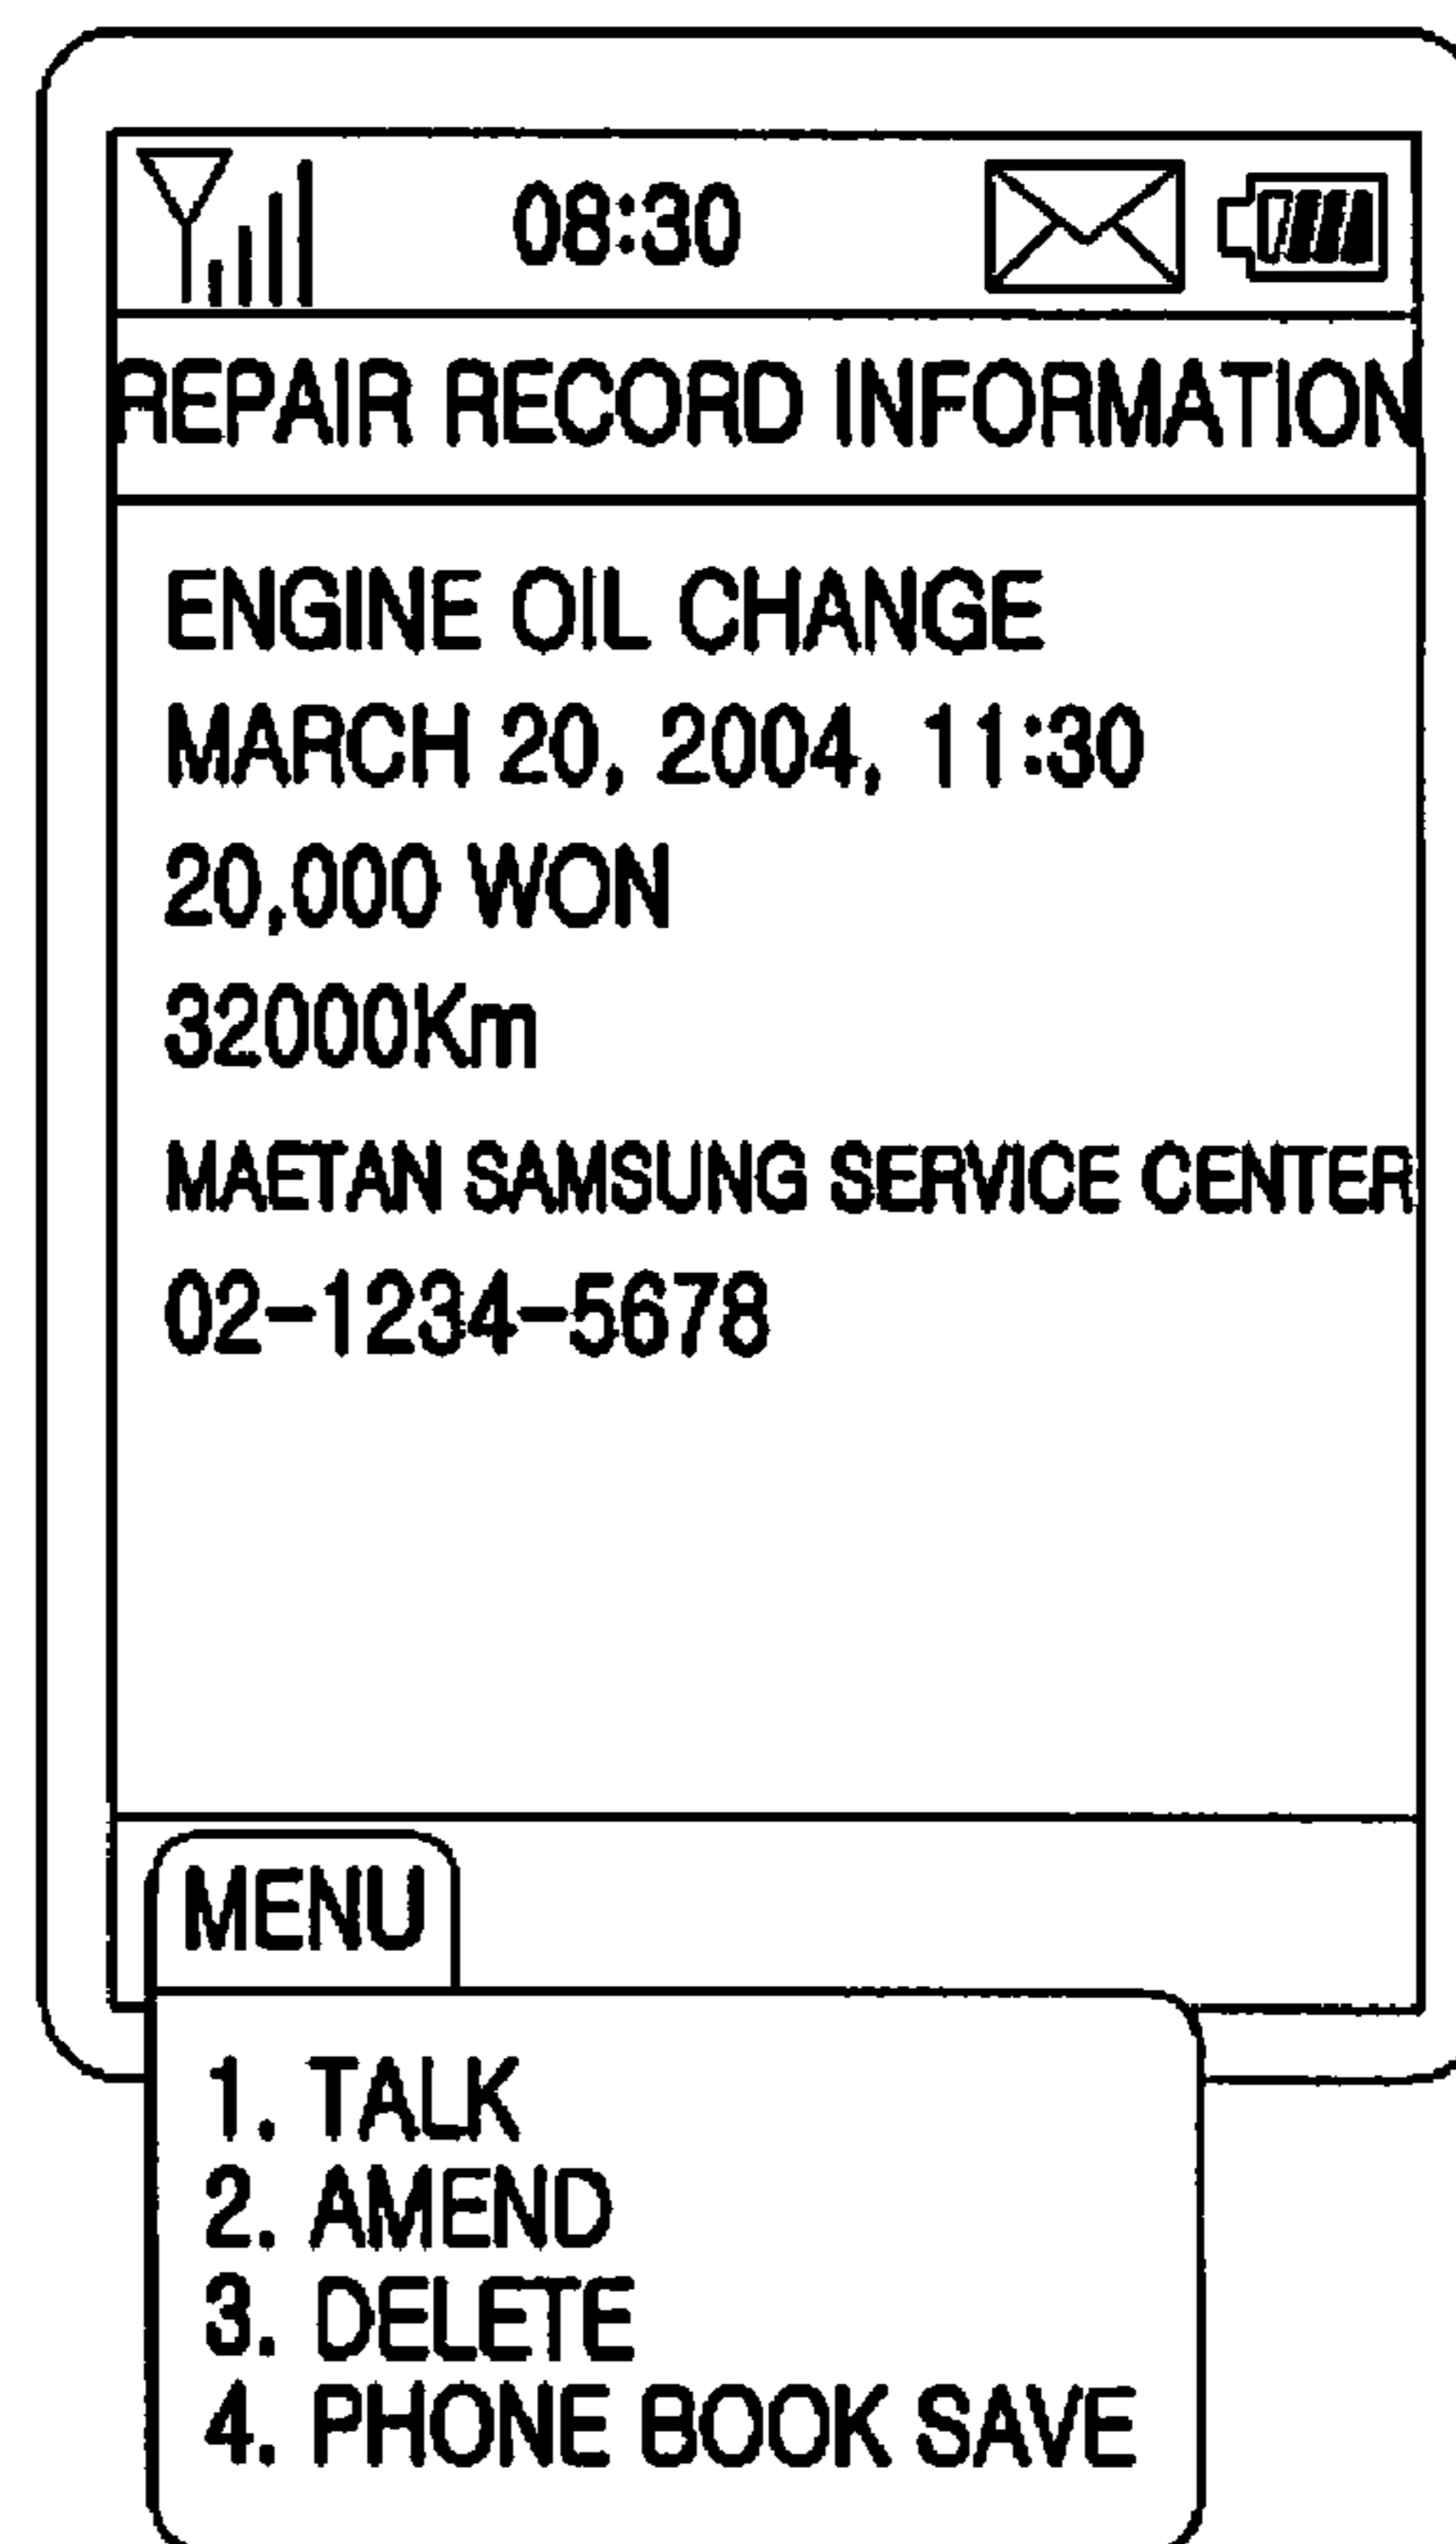 08:30
REPAIR RECORD INFORMATION
ENGINE OIL CHANGE
MARCH 20, 2004, 11:30
20,000 WON
32000Km
MAETAN SAMSUNG SERVICE CENTER
02-1234-5678
MENU
1. TALK
2. AMEND
3. DELETE
4. PHONE BOOK SAVE